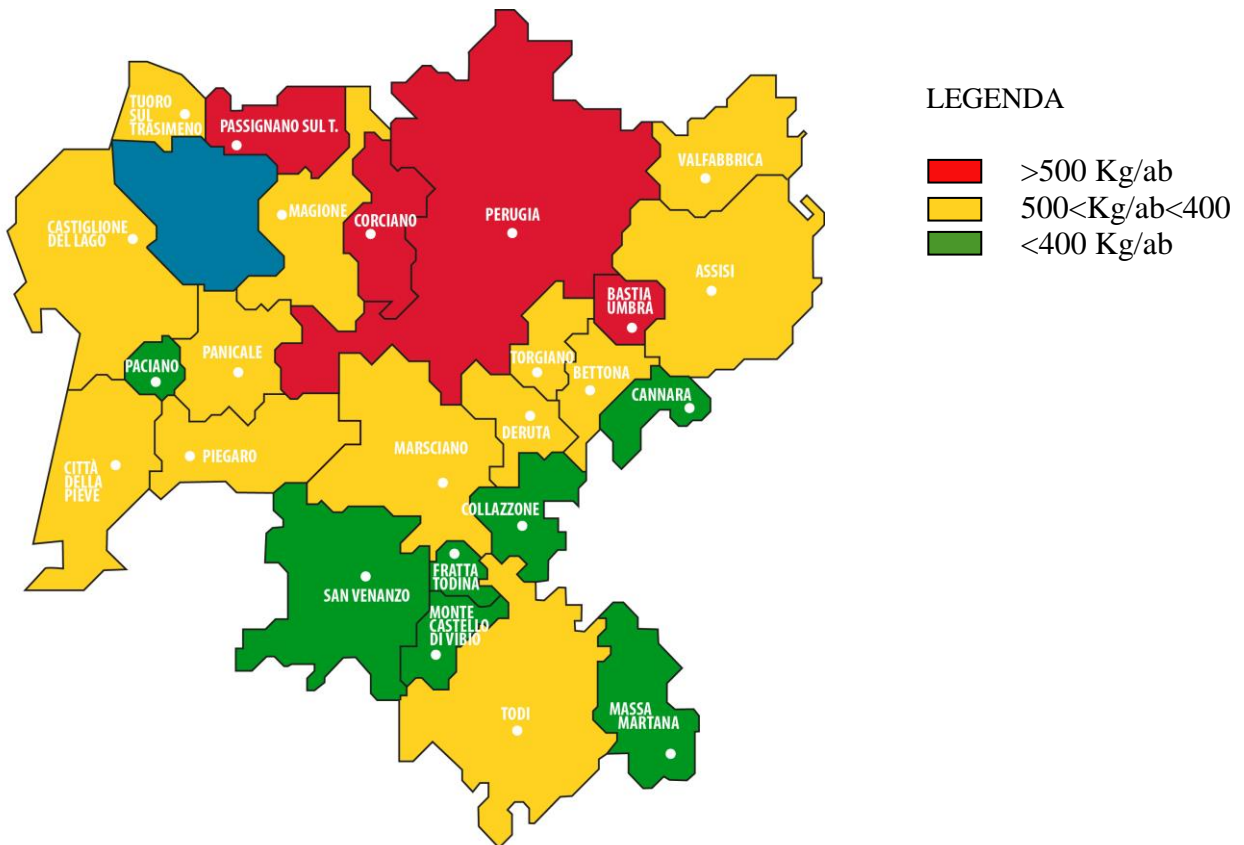 TUORO
SUL
TRASIMENO
PASSIGNANO SUL T.
VALFABBRICA
MAGIONE
CORCIANO
PERUGIA
CASTIGLIONE
DEL LAGO
ASSISI
BASTIA
UMBRA
PACIANO
PANICALE
TORGIANO
BETTONA
CANNARA
DERUTA
MARSCIANO
PIEGARO
CITTÀ
DELLA
PIEVE
COLLAZZONE
SAN VENANZO
FRATTA
TODINA
MONTE
CASTELLO
DI VIBIO
TODI
MASSA
MARTANA
LEGENDA
>500 Kg/ab
500<Kg/ab<400
<400 Kg/ab